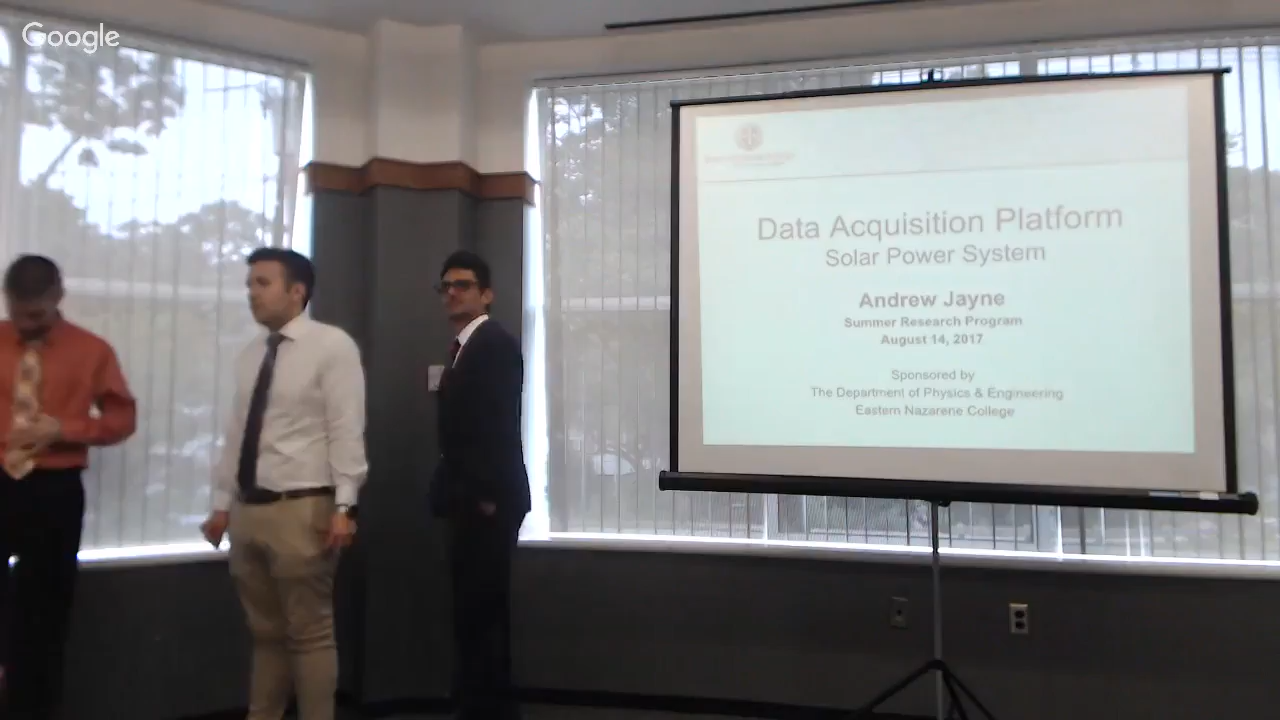 Google
Data Acquisition Platform
Solar Power System
Andrew Jayne
Summer Research Program
August 14, 2017
Sponsored by
The Department of Physics & Engineering
Eastern Nazarene College